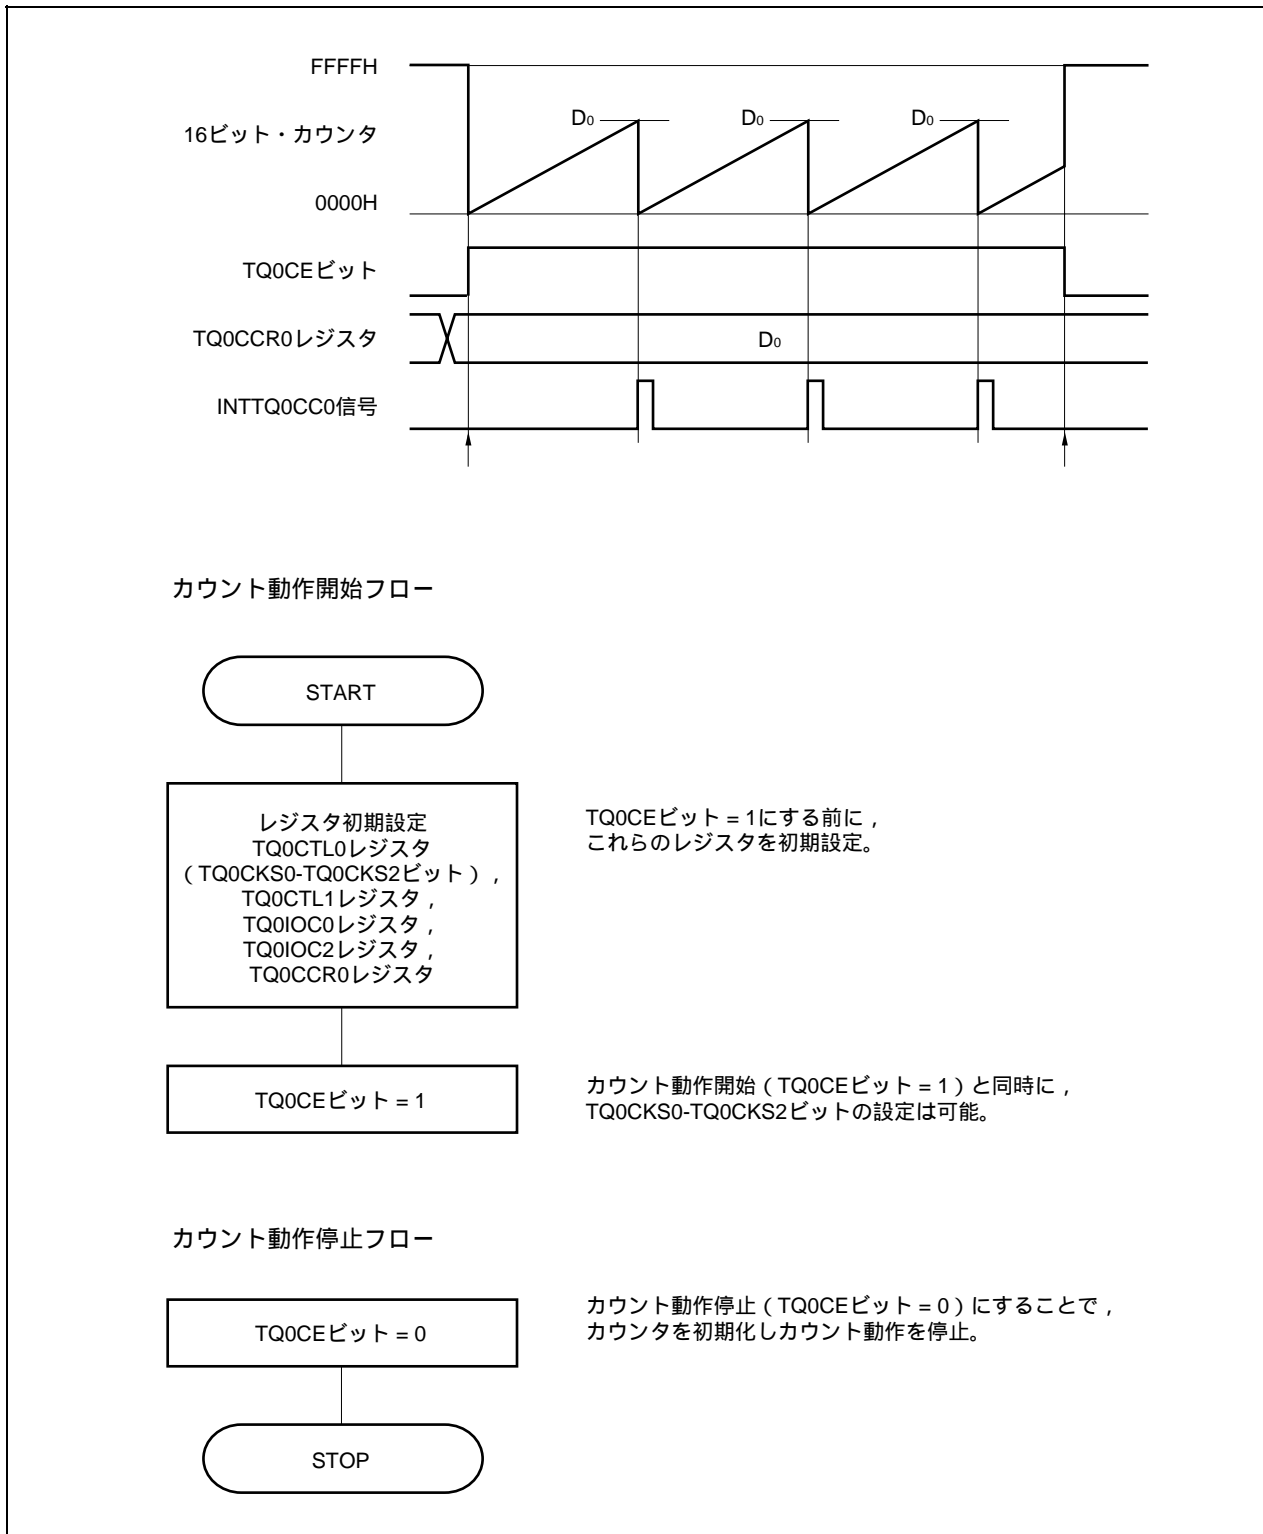 FFFFH
D0 D0 D0
16ビット・カウンタ
0000H
TQ0CEビット
TQ0CCR0レジスタ D0
INTTQ0CC0信号
カウント動作開始フロー
START
レジスタ初期設定
TQ0CTL0レジスタ
（TQ0CKS0-TQ0CKS2ビット），
TQ0CTL1レジスタ，
TQ0IOC0レジスタ，
TQ0IOC2レジスタ，
TQ0CCR0レジスタ
TQ0CEビット = 1にする前に，
これらのレジスタを初期設定。
TQ0CEビット = 1
カウント動作開始（TQ0CEビット = 1）と同時に，
TQ0CKS0-TQ0CKS2ビットの設定は可能。
カウント動作停止フロー
TQ0CEビット = 0
カウント動作停止（TQ0CEビット = 0）にすることで，
カウンタを初期化しカウント動作を停止。
STOP